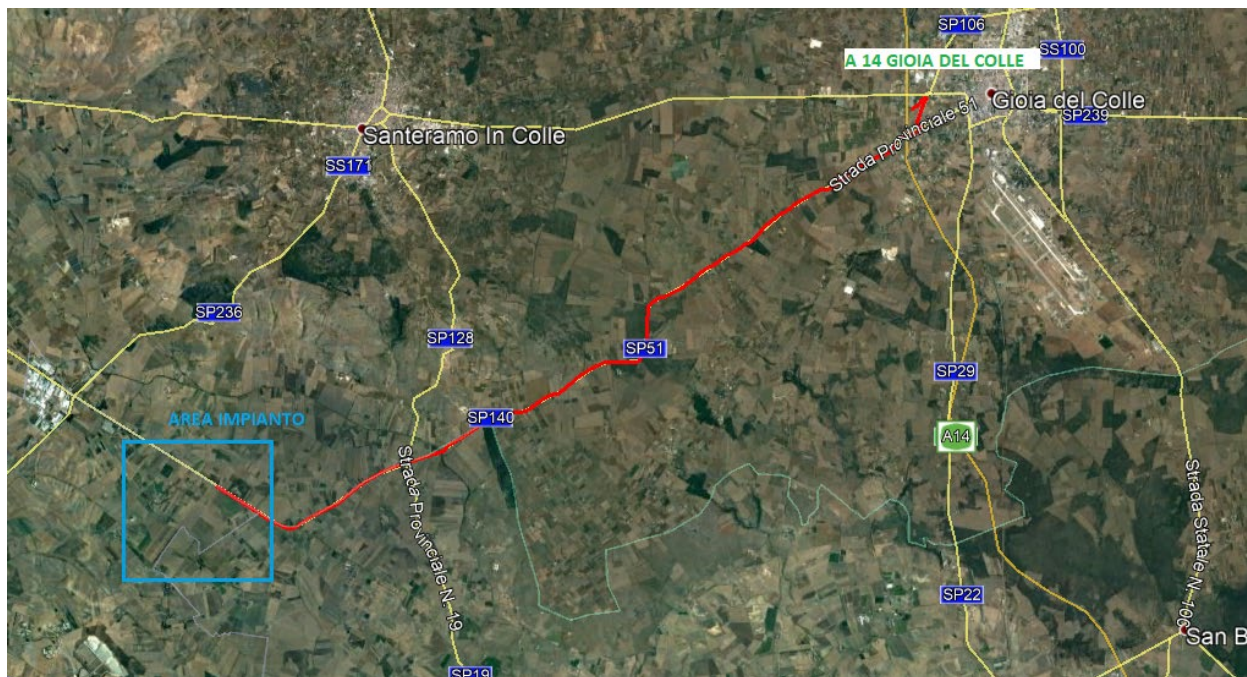 SP106
SS100
A 14 GIOIA DEL COLLE
Gioia del Colle
SP239
Santeramo In Colle
Strada Provinciale 51
SS171
SP236
SP128
SP51
SP29
AREA IMPIANTO
SP140
A14
Strada Provinciale N. 19
Strada Statale N. 100
SP22
San B
SP19